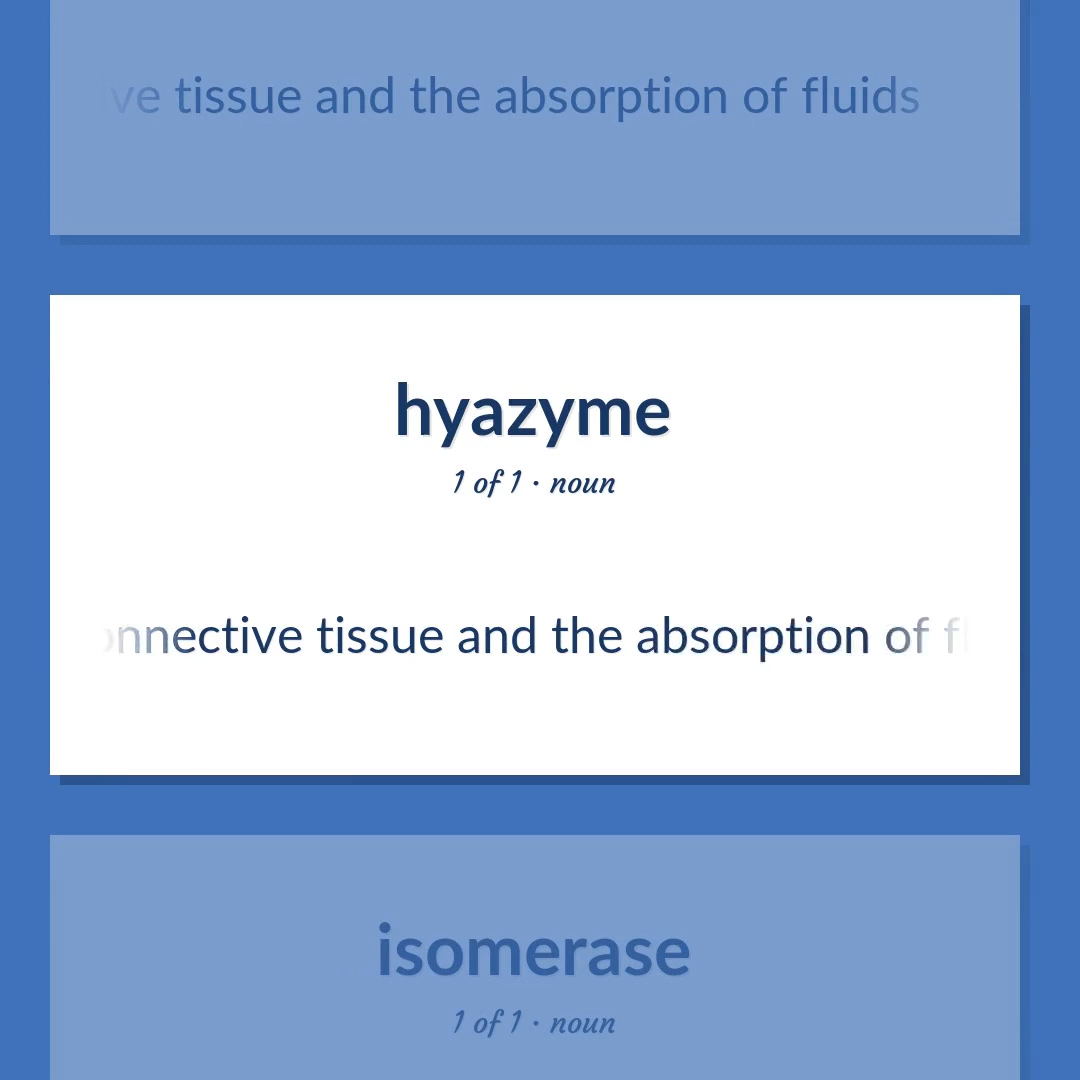 tissue and the absorption of fluids
hyazyme
1 of 1 · noun
tissue and the absorption of
isomerase
1 of 1 · noun